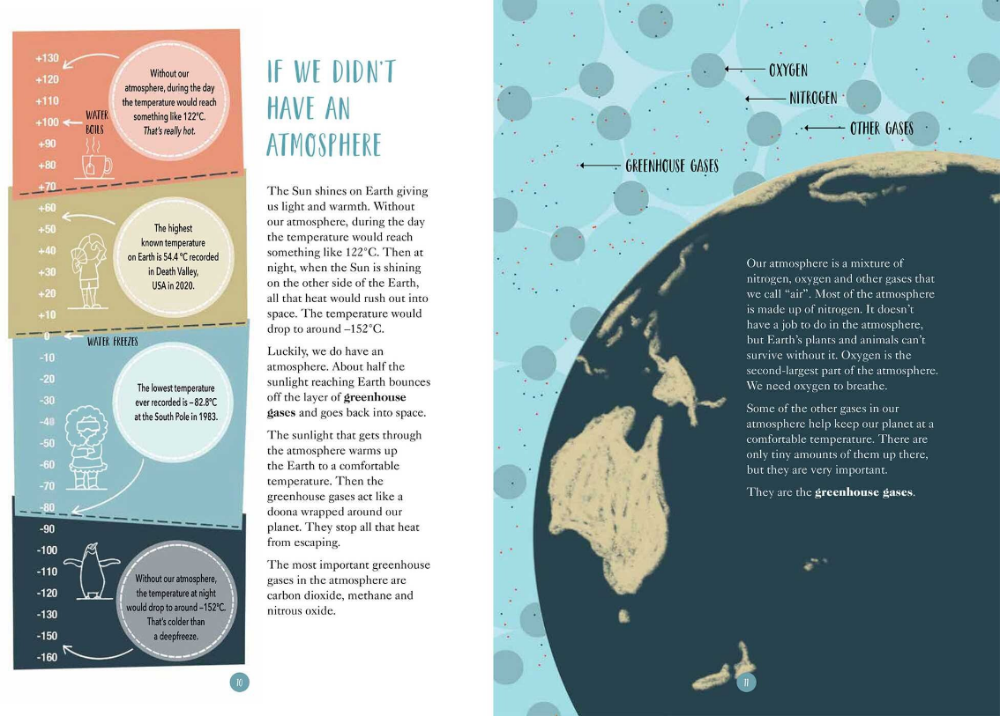 +130
+120
+110
+100
+90
+80
+70
+60
+50
+40
+30
+20
+10
0
-10
-20
-30
-40
-50
-60
-70
-80
-90
-100
-110
-120
-130
-150
-160
WATER
BOILS
WATER FREEZES
Without our
atmosphere, during the day
the temperature would reach
something like 122°C.
That's really hot.
The highest
known temperature
on Earth is 54.4 °C recorded
in Death Valley,
USA in 2020.
The lowest temperature
ever recorded is – 82.8°C
at the South Pole in 1983.
Without our atmosphere,
the temperature at night
would drop to around –152°C.
That's colder than
a deepfreeze.
IF WE DIDN'T
HAVE AN
ATMOSPHERE
The Sun shines on Earth giving
us light and warmth. Without
our atmosphere, during the day
the temperature would reach
something like 122°C. Then at
night, when the Sun is shining
on the other side of the Earth,
all that heat would rush out into
space. The temperature would
drop to around –152°C.
Luckily, we do have an
atmosphere. About half the
sunlight reaching Earth bounces
off the layer of greenhouse
gases and goes back into space.
The sunlight that gets through
the atmosphere warms up
the Earth to a comfortable
temperature. Then the
greenhouse gases act like a
doona wrapped around our
planet. They stop all that heat
from escaping.
The most important greenhouse
gases in the atmosphere are
carbon dioxide, methane and
nitrous oxide.
10
OXYGEN
NITROGEN
OTHER GASES
GREENHOUSE GASES
Our atmosphere is a mixture of
nitrogen, oxygen and other gases that
we call “air”. Most of the atmosphere
is made up of nitrogen. It doesn't
have a job to do in the atmosphere,
but Earth's plants and animals can't
survive without it. Oxygen is the
second-largest part of the atmosphere.
We need oxygen to breathe.
Some of the other gases in our
atmosphere help keep our planet at a
comfortable temperature. There are
only tiny amounts of them up there,
but they are very important.
They are the greenhouse gases.
11